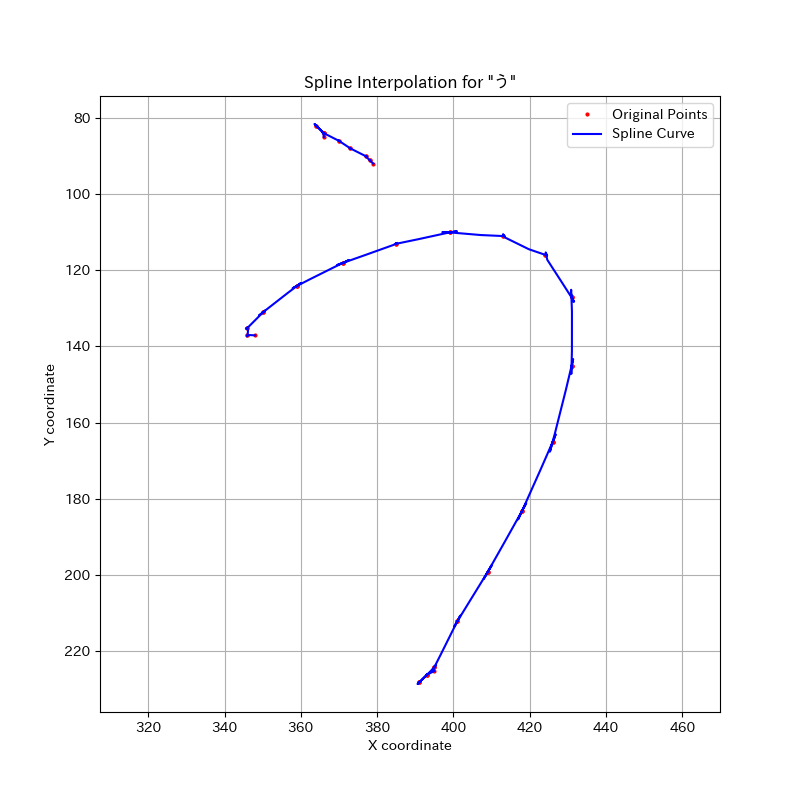 Spline Interpolation for "う"
Original Points
Spline Curve
80
100
120
140
160
180
200
220
Y coordinate
320 340 360 380 400 420 440 460
X coordinate